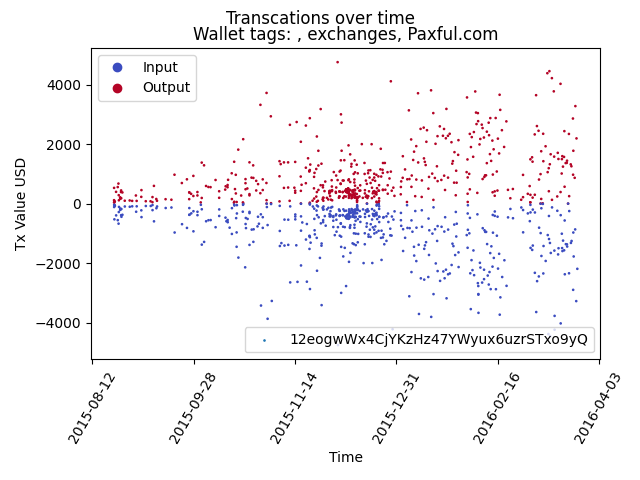 Transcations over time
Wallet tags: , exchanges, Paxful.com
Input
Output
Tx Value USD
4000
2000
0
−2000
−4000
12eogwWx4CjYKzHz47YWyux6uzrSTxo9yQ
2015-08-12
2015-09-28
2015-11-14
2015-12-31
2016-02-16
2016-04-03
Time